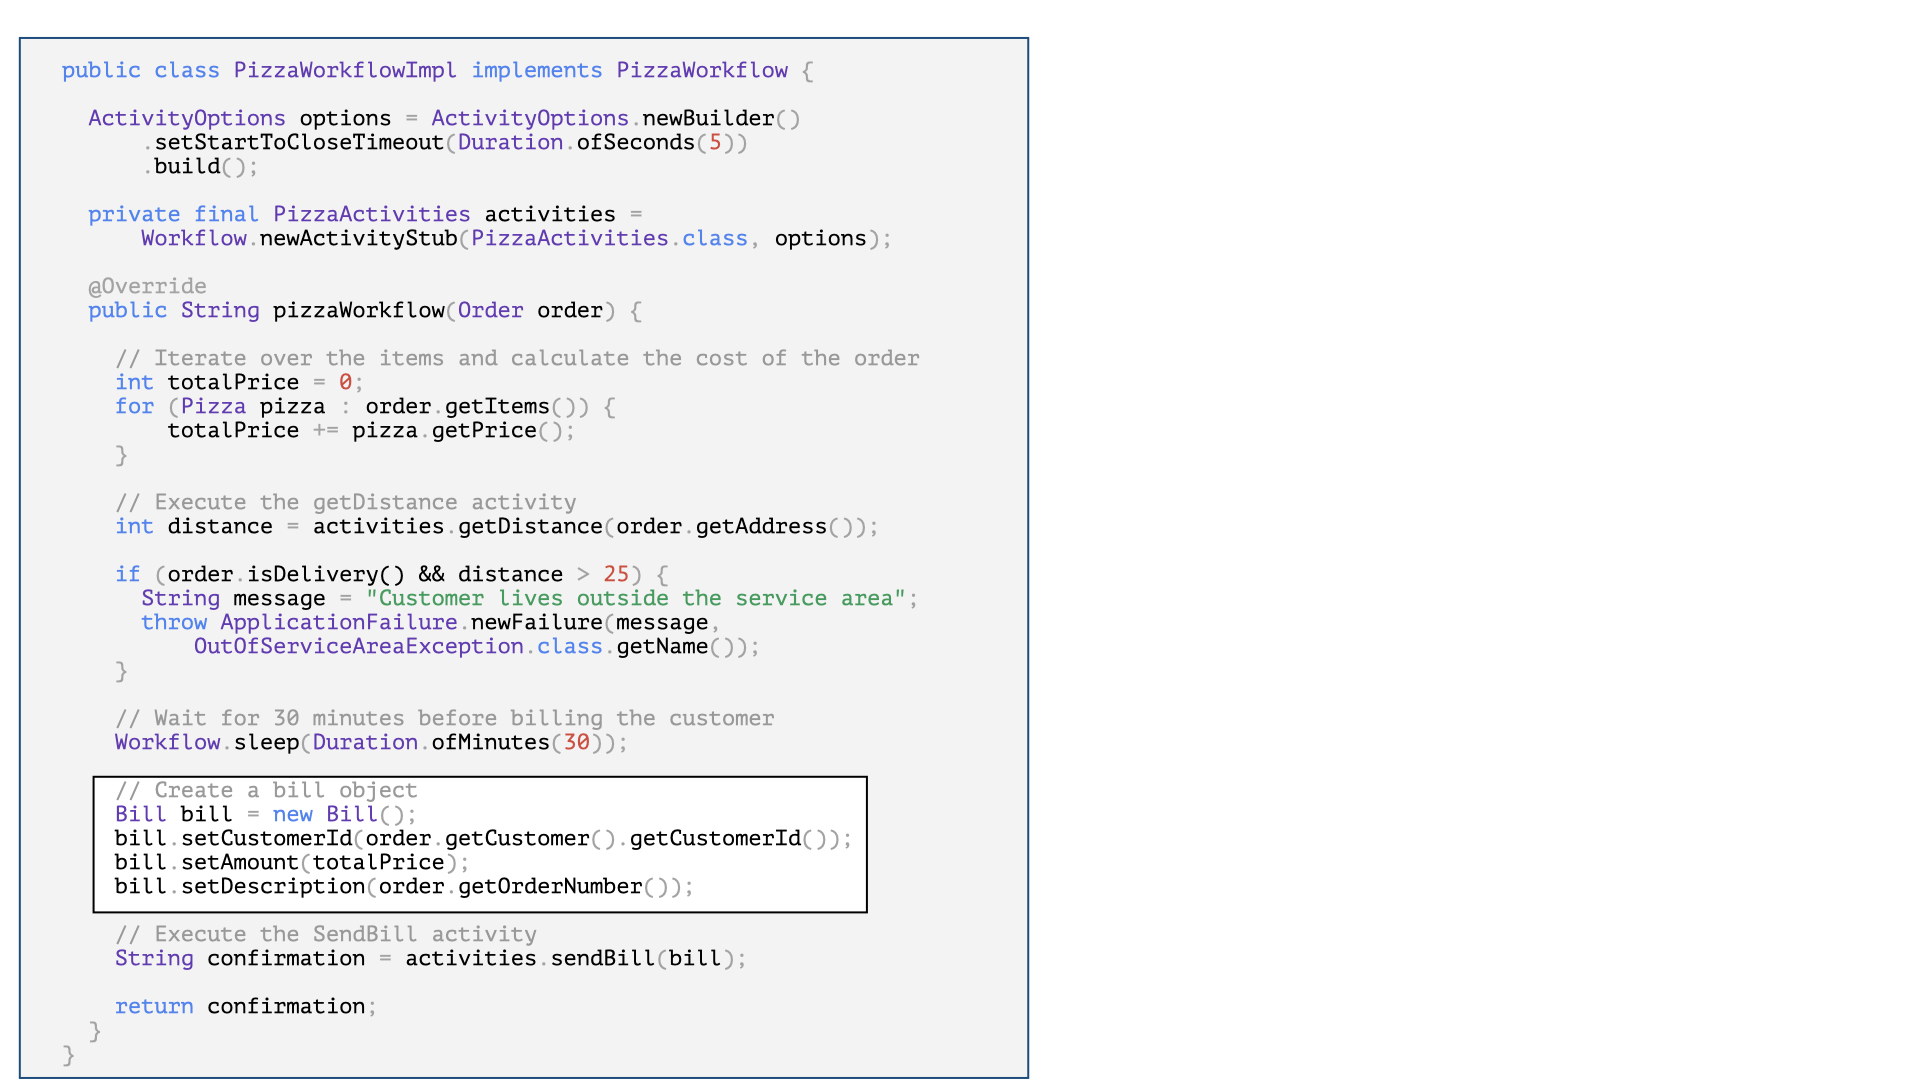 public class PizzaWorkflowImpl implements PizzaWorkflow {
ActivityOptions options = ActivityOptions.newBuilder()
.setStartToCloseTimeout(Duration.ofSeconds(5))
.build();
private final PizzaActivities activities =
Workflow.newActivityStub(PizzaActivities.class, options);
@Override
public String pizzaWorkflow(Order order) {
// Iterate over the items and calculate the cost of the order
int totalPrice = 0;
for (Pizza pizza : order.getItems()) {
totalPrice += pizza.getPrice();
}
// Execute the getDistance activity
int distance = activities.getDistance(order.getAddress());
if (order.isDelivery() && distance > 25) {
String message = "Customer lives outside the service area";
throw ApplicationFailure.newFailure(message,
OutOfServiceAreaException.class.getName());
}
// Wait for 30 minutes before billing the customer
Workflow.sleep(Duration.ofMinutes(30));
// Create a bill object
Bill bill = new Bill();
bill.setCustomerId(order.getCustomer().getCustomerId());
bill.setAmount(totalPrice);
bill.setDescription(order.getOrderNumber());
// Execute the SendBill activity
String confirmation = activities.sendBill(bill);
return confirmation;
}
}